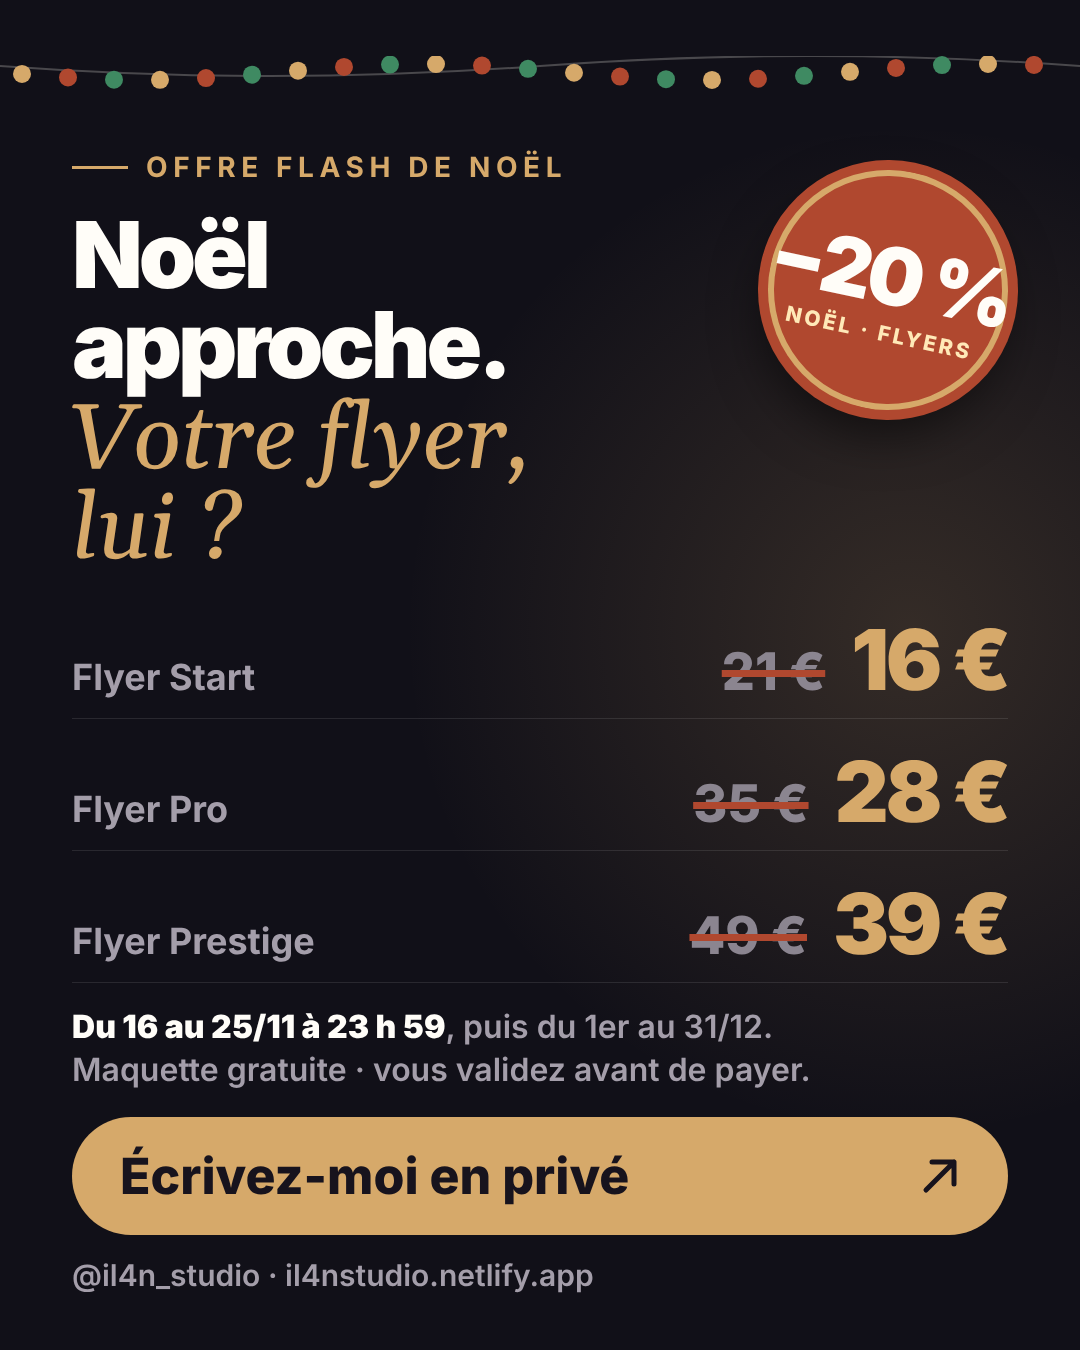 OFFRE FLASH DE NOËL
Noël
approche.
Votre flyer,
lui ?
−20 %
NOËL · FLYERS
Flyer Start 21 € 16 €
Flyer Pro 35 € 28 €
Flyer Prestige 49 € 39 €
Du 16 au 25/11 à 23 h 59, puis du 1er au 31/12.
Maquette gratuite · vous validez avant de payer.
Écrivez-moi en privé
@il4n_studio · il4nstudio.netlify.app